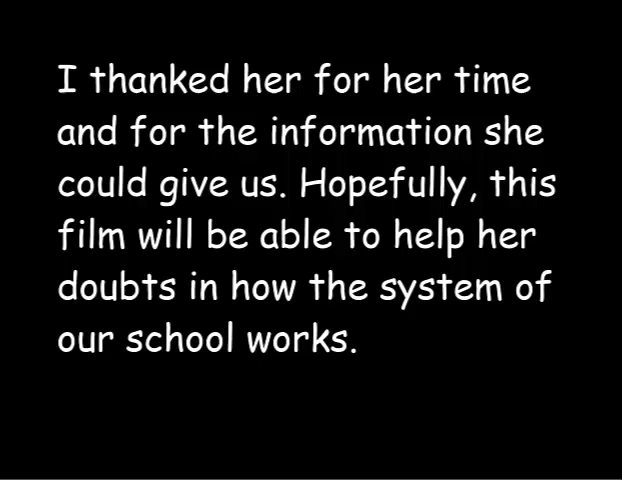 I thanked her for her time
and for the information she
could give us. Hopefully, this
film will be able to help her
doubts in how the system of
our school works.